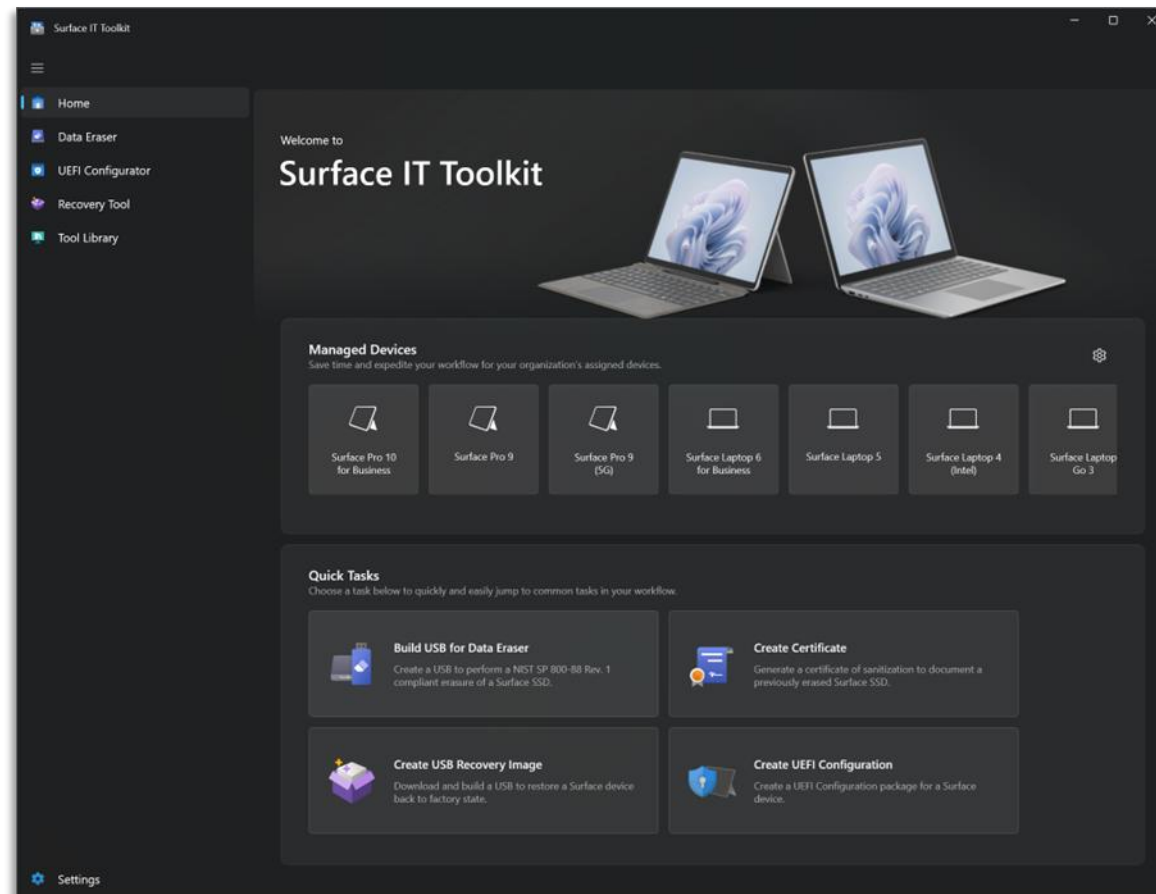 Surface IT Toolkit
Home
Data Eraser
UEFI Configurator
Recovery Tool
Tool Library
Settings
Welcome to
Surface IT Toolkit
Managed Devices
Save time and expedite your workflow for your organization's assigned devices.
Surface Pro 10
for Business
Surface Pro 9
Surface Pro 9
(5G)
Surface Laptop 6
for Business
Surface Laptop 5
Surface Laptop 4
(Intel)
Surface Laptop
Go 3
Quick Tasks
Choose a task below to quickly and easily jump to common tasks in your workflow.
Build USB for Data Eraser
Create a USB to perform a NIST SP 800-88 Rev. 1
compliant erasure of a Surface SSD.
Create Certificate
Generate a certificate of sanitization to document a
previously erased Surface SSD.
Create USB Recovery Image
Download and build a USB to restore a Surface device
back to factory state.
Create UEFI Configuration
Create a UEFI Configuration package for a Surface
device.